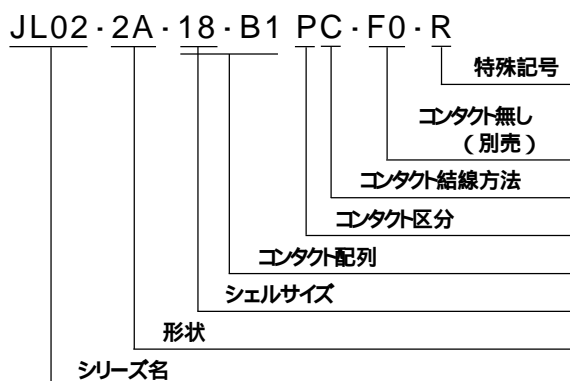 JL02-2A-18-B1 PC-F0-R
特殊記号
コンタクト無し
(別売)
コンタクト結線方法
コンタクト区分
コンタクト配列
シェルサイズ
形状
シリーズ名